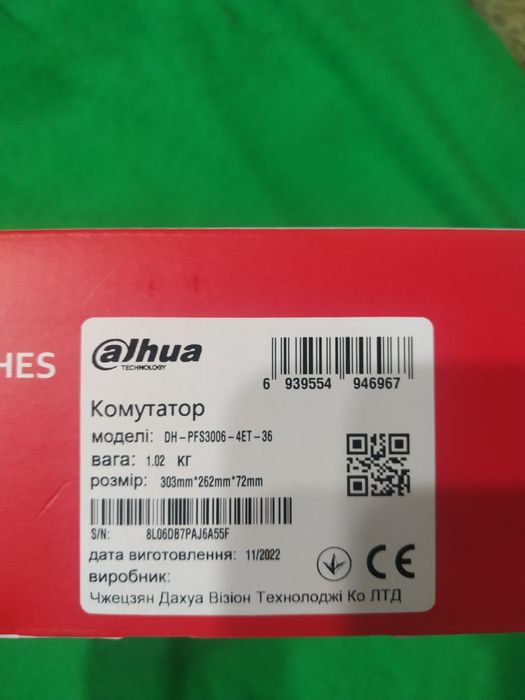 HES
alhua
TECHNOLOGY
6 939554 946967
Комутатор
моделі: DH-PFS3006-4ET-36
вага: 1.02 КГ
розмір: 303mm*262mm*72mm
S/N: 8L06DB7PAJ6A55F
дата виготовлення: 11/2022
виробник:
Чжецзян Дахуа Візіон Технолоджі Ко ЛТД
CE